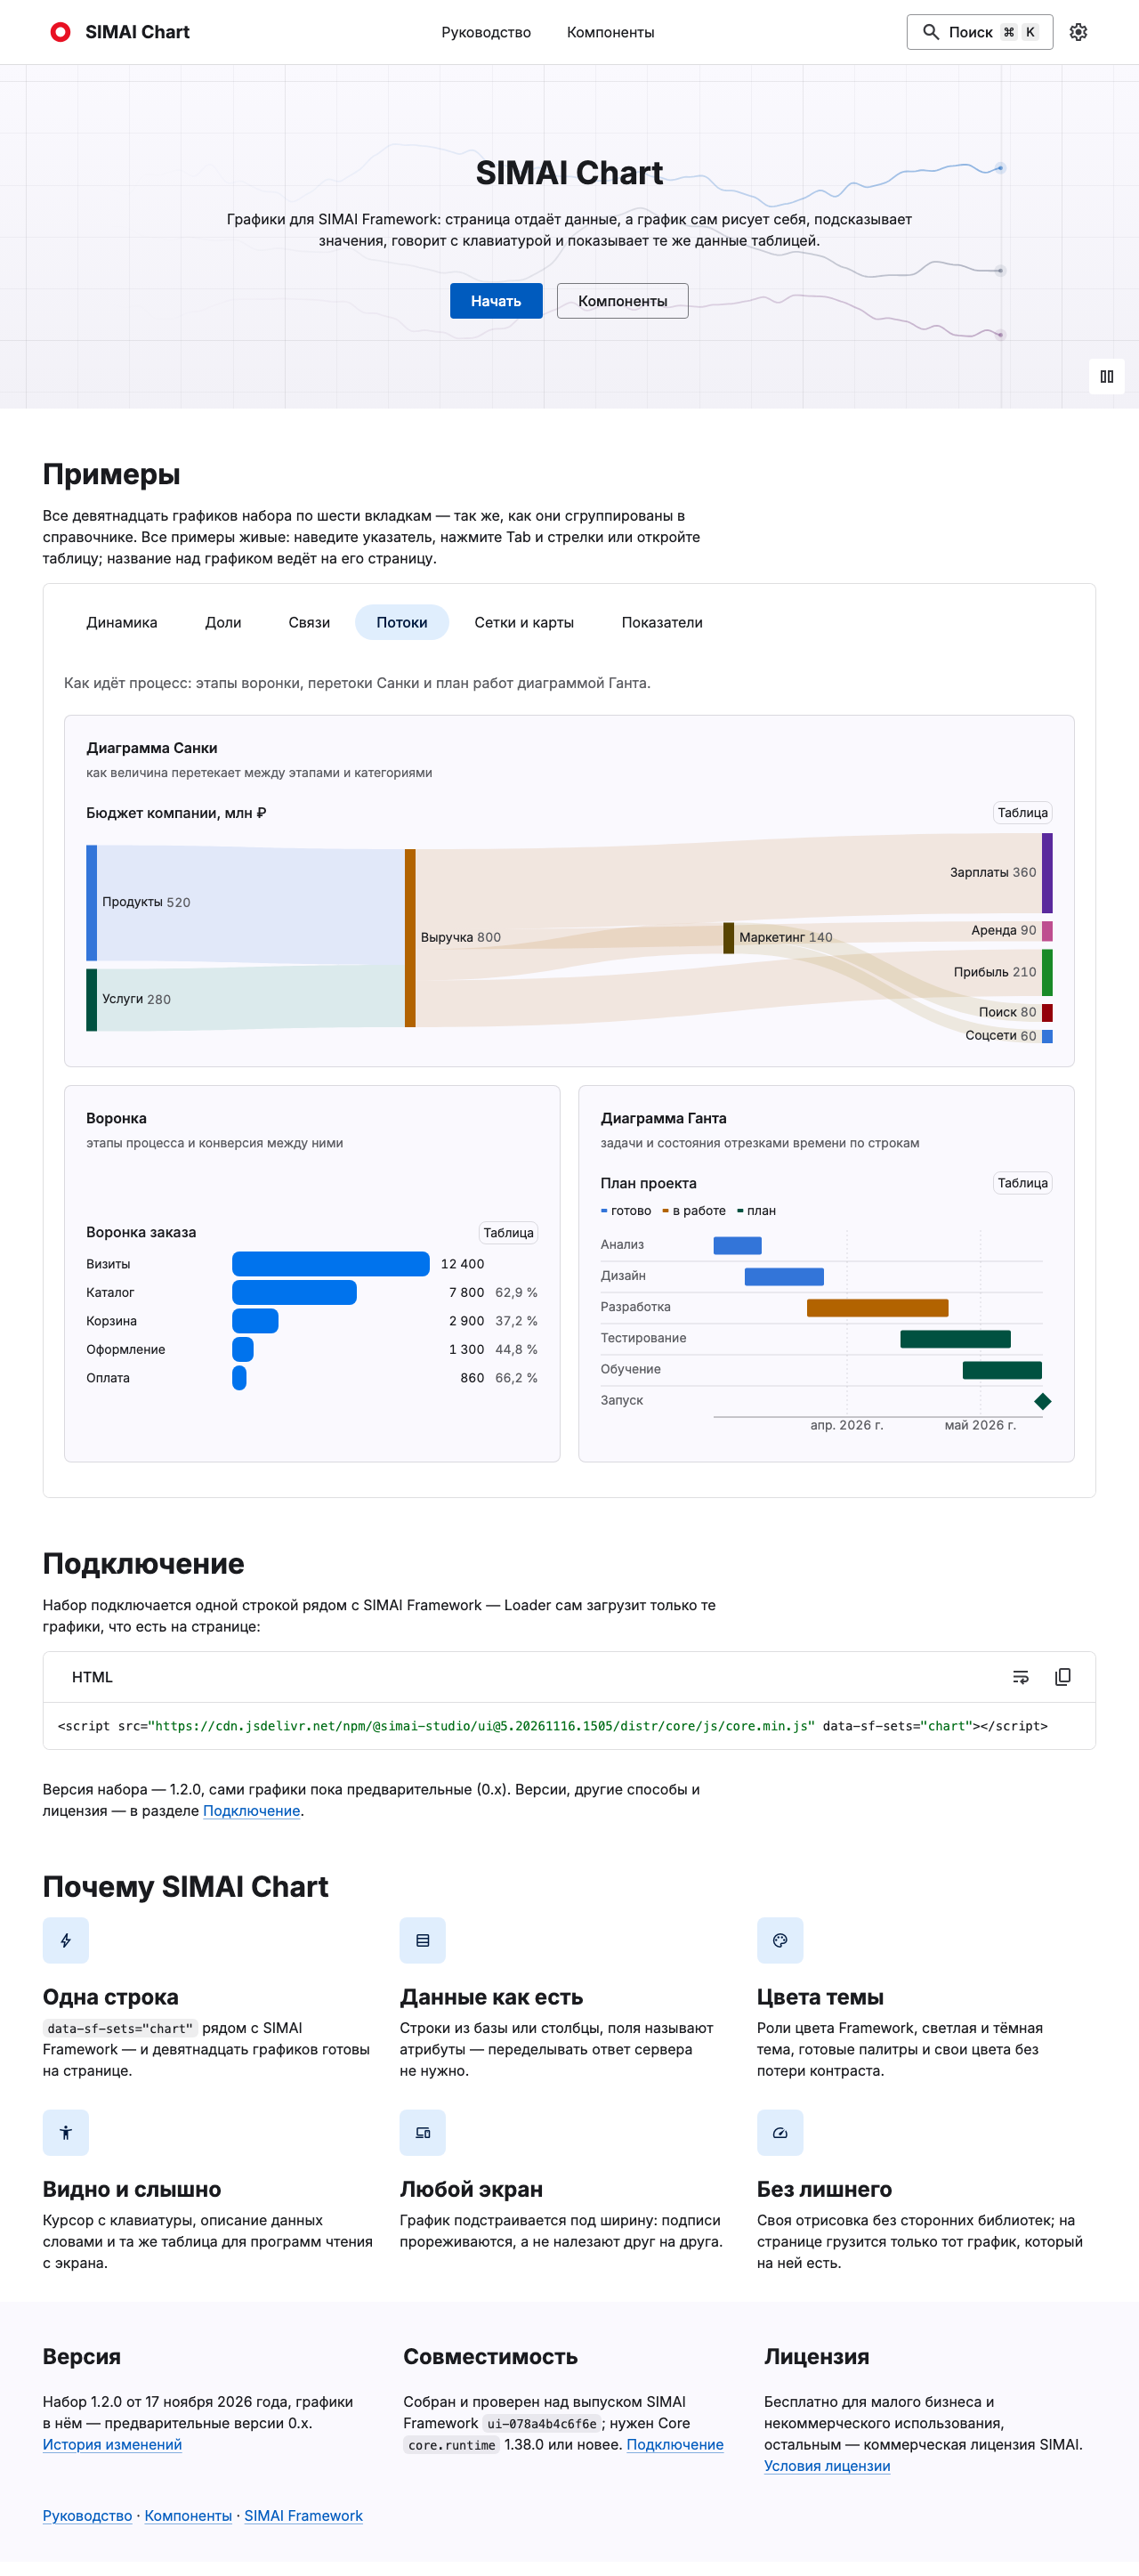 SIMAI Chart
Руководство
Компоненты
Поиск ⌘ K
SIMAI Chart
Графики для SIMAI Framework: страница отдаёт данные, а график сам рисует себя, подсказывает
значения, говорит с клавиатурой и показывает те же данные таблицей.
Начать
Компоненты
Примеры
Все девятнадцать графиков набора по шести вкладкам — так же, как они сгруппированы в
справочнике. Все примеры живые: наведите указатель, нажмите Tab и стрелки или откройте
таблицу; название над графиком ведёт на его страницу.
Динамика
Доли
Связи
Потоки
Сетки и карты
Показатели
Как идёт процесс: этапы воронки, перетоки Санки и план работ диаграммой Ганта.
Диаграмма Санки
как величина перетекает между этапами и категориями
Бюджет компании, млн ₽
Таблица
Продукты 520
Услуги 280
Выручка 800
Маркетинг 140
Зарплаты 360
Аренда 90
Прибыль 210
Поиск 80
Соцсети 60
Воронка
этапы процесса и конверсия между ними
Воронка заказа
Таблица
Визиты 12 400
Каталог 7 800 62,9 %
Корзина 2 900 37,2 %
Оформление 1 300 44,8 %
Оплата 860 66,2 %
Диаграмма Ганта
задачи и состояния отрезками времени по строкам
План проекта
Таблица
готово в работе план
Анализ
Дизайн
Разработка
Тестирование
Обучение
Запуск
апр. 2026 г.
май 2026 г.
Подключение
Набор подключается одной строкой рядом с SIMAI Framework — Loader сам загрузит только те
графики, что есть на странице:
HTML
<script src="https://cdn.jsdelivr.net/npm/@simai-studio/ui@5.20261116.1505/distr/core/js/core.min.js" data-sf-sets="chart"></script>
Версия набора — 1.2.0, сами графики пока предварительные (0.x). Версии, другие способы и
лицензия — в разделе Подключение.
Почему SIMAI Chart
Одна строка
data-sf-sets="chart" рядом с SIMAI
Framework — и девятнадцать графиков готовы
на странице.
Данные как есть
Строки из базы или столбцы, поля называют
атрибуты — переделывать ответ сервера
не нужно.
Цвета темы
Роли цвета Framework, светлая и тёмная
тема, готовые палитры и свои цвета без
потери контраста.
Видно и слышно
Курсор с клавиатуры, описание данных
словами и та же таблица для программ чтения
с экрана.
Любой экран
График подстраивается под ширину: подписи
прореживаются, а не налезают друг на друга.
Без лишнего
Своя отрисовка без сторонних библиотек; на
странице грузится только тот график, который
на ней есть.
Версия
Набор 1.2.0 от 17 ноября 2026 года, графики
в нём — предварительные версии 0.x.
История изменений
Совместимость
Собран и проверен над выпуском SIMAI
Framework ui-078a4b4c6f6e; нужен Core
core.runtime 1.38.0 или новее. Подключение
Лицензия
Бесплатно для малого бизнеса и
некоммерческого использования,
остальным — коммерческая лицензия SIMAI.
Условия лицензии
Руководство · Компоненты · SIMAI Framework